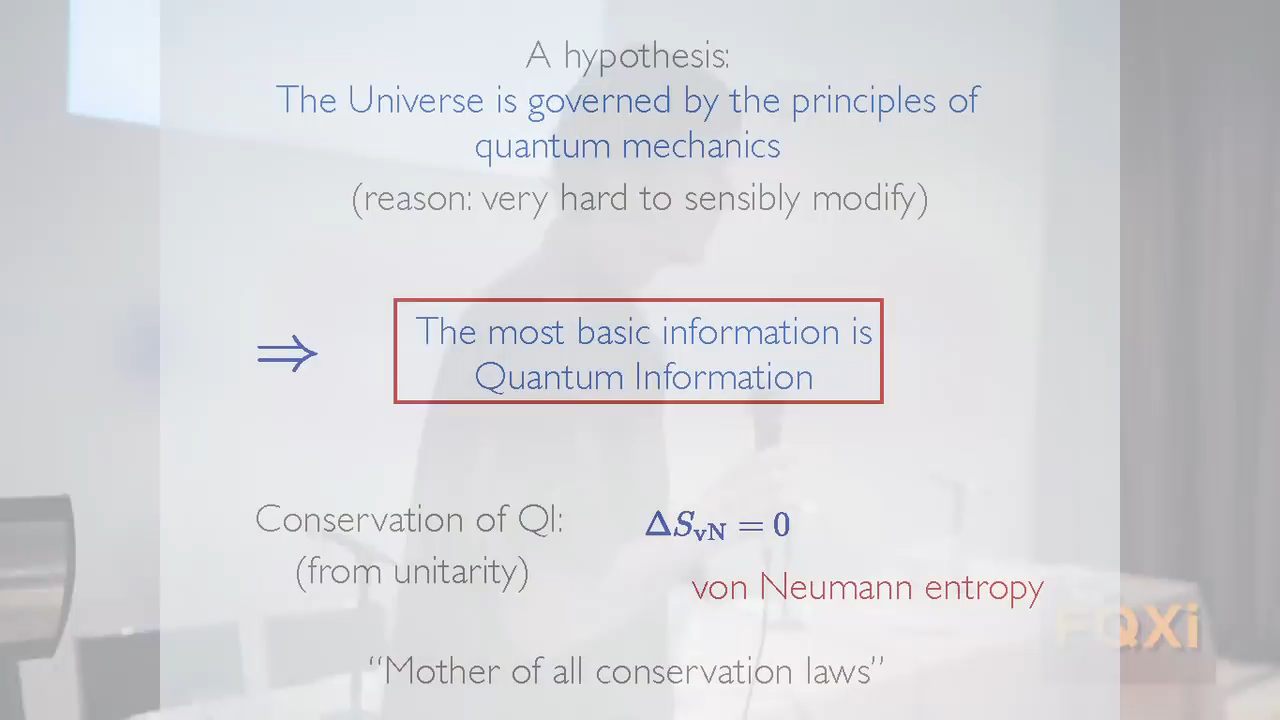 A hypothesis:
The Universe is governed by the principles of
quantum mechanics
(reason: very hard to sensibly modify)
⇒ The most basic information is
Quantum Information
Conservation of QI: ΔS_vN = 0
(from unitarity)
von Neumann entropy
“Mother of all conservation laws”
FQXi